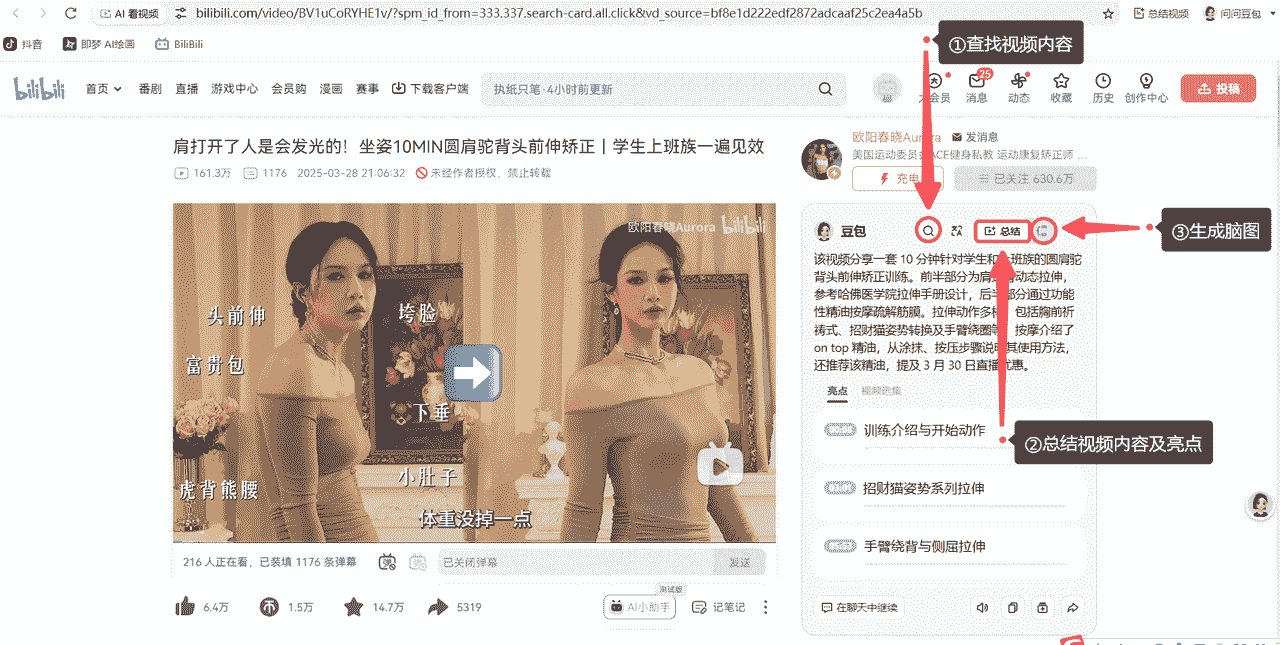 AI 看视频
bilibili.com/video/BV1uCoRYHE1v/?spm_id_from=333.337.search-card.all.click&vd_source=bf8e1d222edf2872adcaaf25c2ea4a5b
总结视频
问问豆包
抖音
即梦 AI绘画
BiliBili
①查找视频内容
bilibili
首页
番剧
直播
游戏中心
会员购
漫画
赛事
下载客户端
执纸只笔·4小时前更新
大会员
25
消息
动态
收藏
历史
创作中心
投稿
肩打开了人是会发光的！坐姿10MIN圆肩驼背头前伸矫正丨学生上班族一遍见效
161.3万
1179
2025-03-28 21:06:32
未经作者授权，禁止转载
欧阳春晓Aurora
发消息
美国运动委员会ACE健身私教 运动康复矫正师 ...
充电
已关注 630.6万
欧阳春晓Aurora bilibili
头前伸
富贵包
虎背熊腰
垮脸
下垂
小肚子
体重没掉一点
豆包
总结
③生成脑图
该视频分享一套 10 分钟针对学生和上班族的圆肩驼
背头前伸矫正训练。前半部分为肩颈动态拉伸，
参考哈佛医学院拉伸手册设计，后半部分通过功能
性精油按摩疏解筋膜。拉伸动作多样，包括胸前祈
祷式、招财猫姿势转换及手臂绕圈等。按摩介绍了
on top 精油，从涂抹、按压步骤说明其使用方法，
还推荐该精油，提及 3 月 30 日直播优惠。
亮点
视频选集
训练介绍与开始动作
②总结视频内容及亮点
招财猫姿势系列拉伸
手臂绕背与侧屈拉伸
216 人正在看，已装填 1176 条弹幕
已关闭弹幕
发送
6.4万
1.5万
14.7万
5319
测试版
AI小助手
记笔记
在聊天中继续